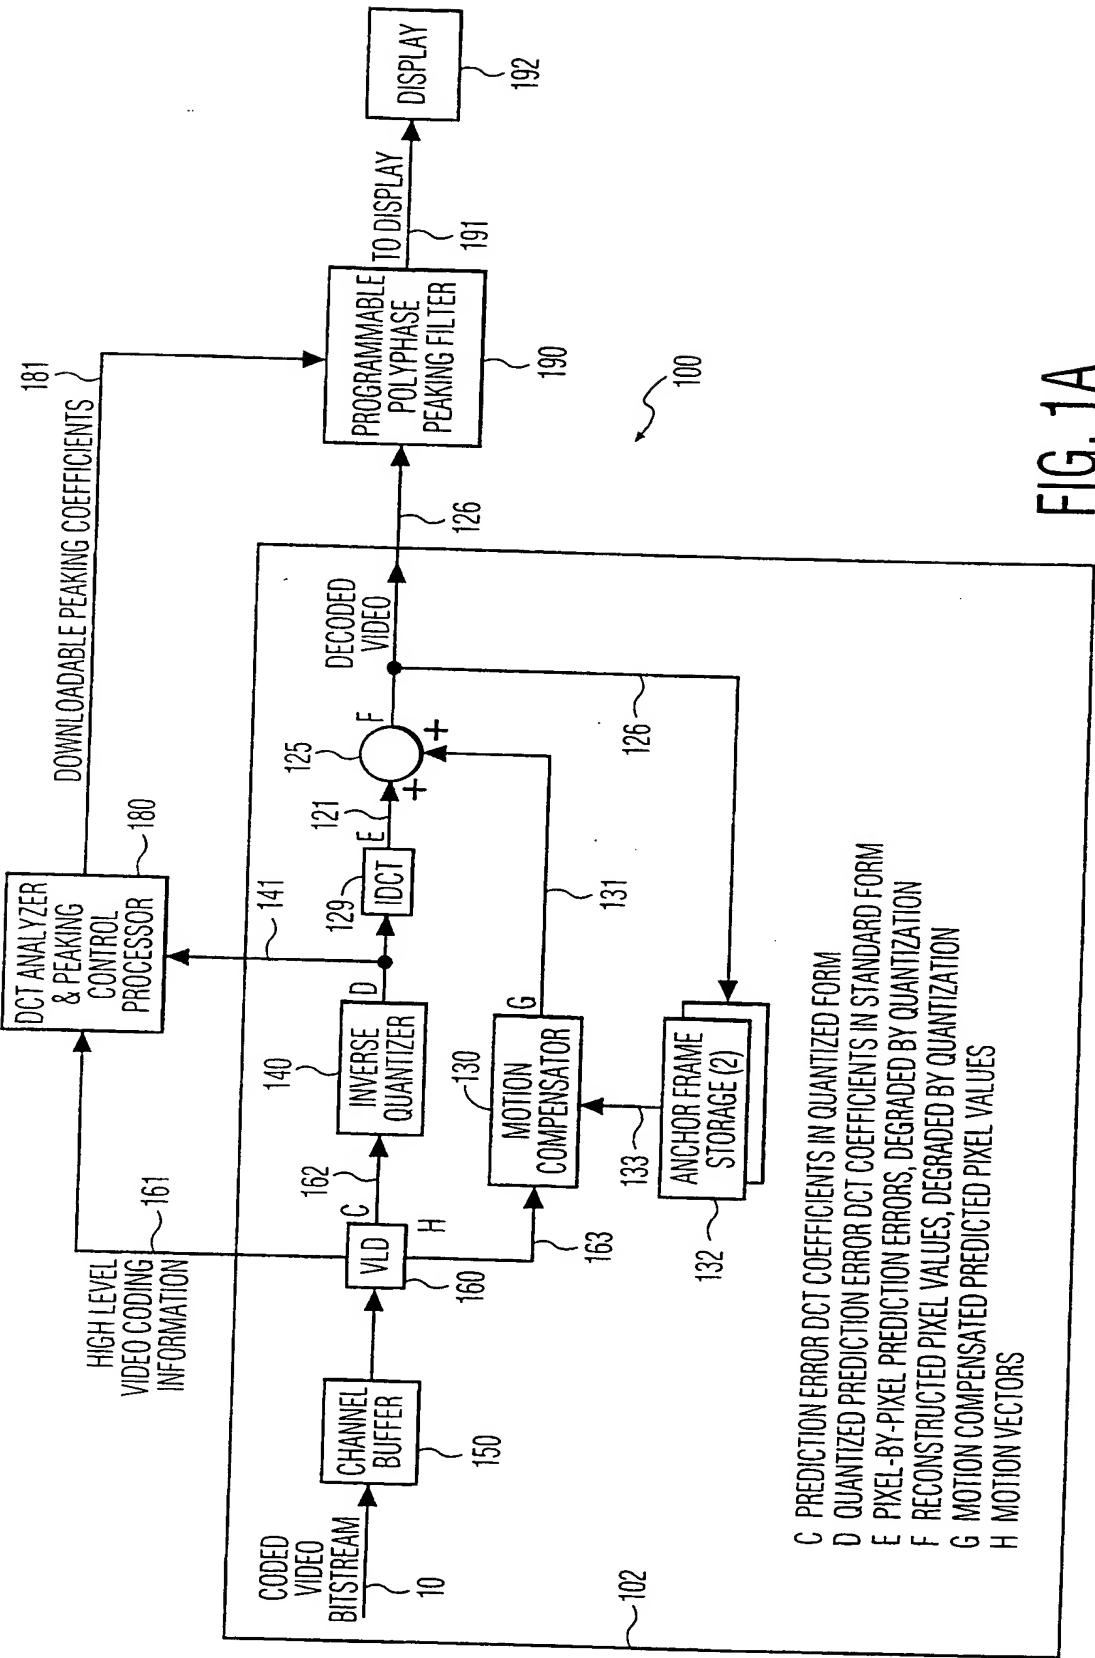 DISPLAY
192
TO DISPLAY
191
PROGRAMMABLE
POLYPHASE
PEAKING FILTER
190
181
DOWNLOADABLE PEAKING COEFFICIENTS
100
126
DCT ANALYZER
& PEAKING
CONTROL
PROCESSOR
180
141
DECODED
VIDEO
F
125
+
+
126
121
E
129
IDCT
131
D
140
INVERSE
QUANTIZER
G
130
MOTION
COMPENSATOR
133
ANCHOR FRAME
STORAGE (2)
132
HIGH LEVEL
VIDEO CODING
INFORMATION
161
162
C
H
VLD
160
163
CHANNEL
BUFFER
150
CODED
VIDEO
BITSTREAM
10
102
C PREDICTION ERROR DCT COEFFICIENTS IN QUANTIZED FORM
D QUANTIZED PREDICTION ERROR DCT COEFFICIENTS IN STANDARD FORM
E PIXEL-BY-PIXEL PREDICTION ERRORS, DEGRADED BY QUANTIZATION
F RECONSTRUCTED PIXEL VALUES, DEGRADED BY QUANTIZATION
G MOTION COMPENSATED PREDICTED PIXEL VALUES
H MOTION VECTORS
FIG. 1A